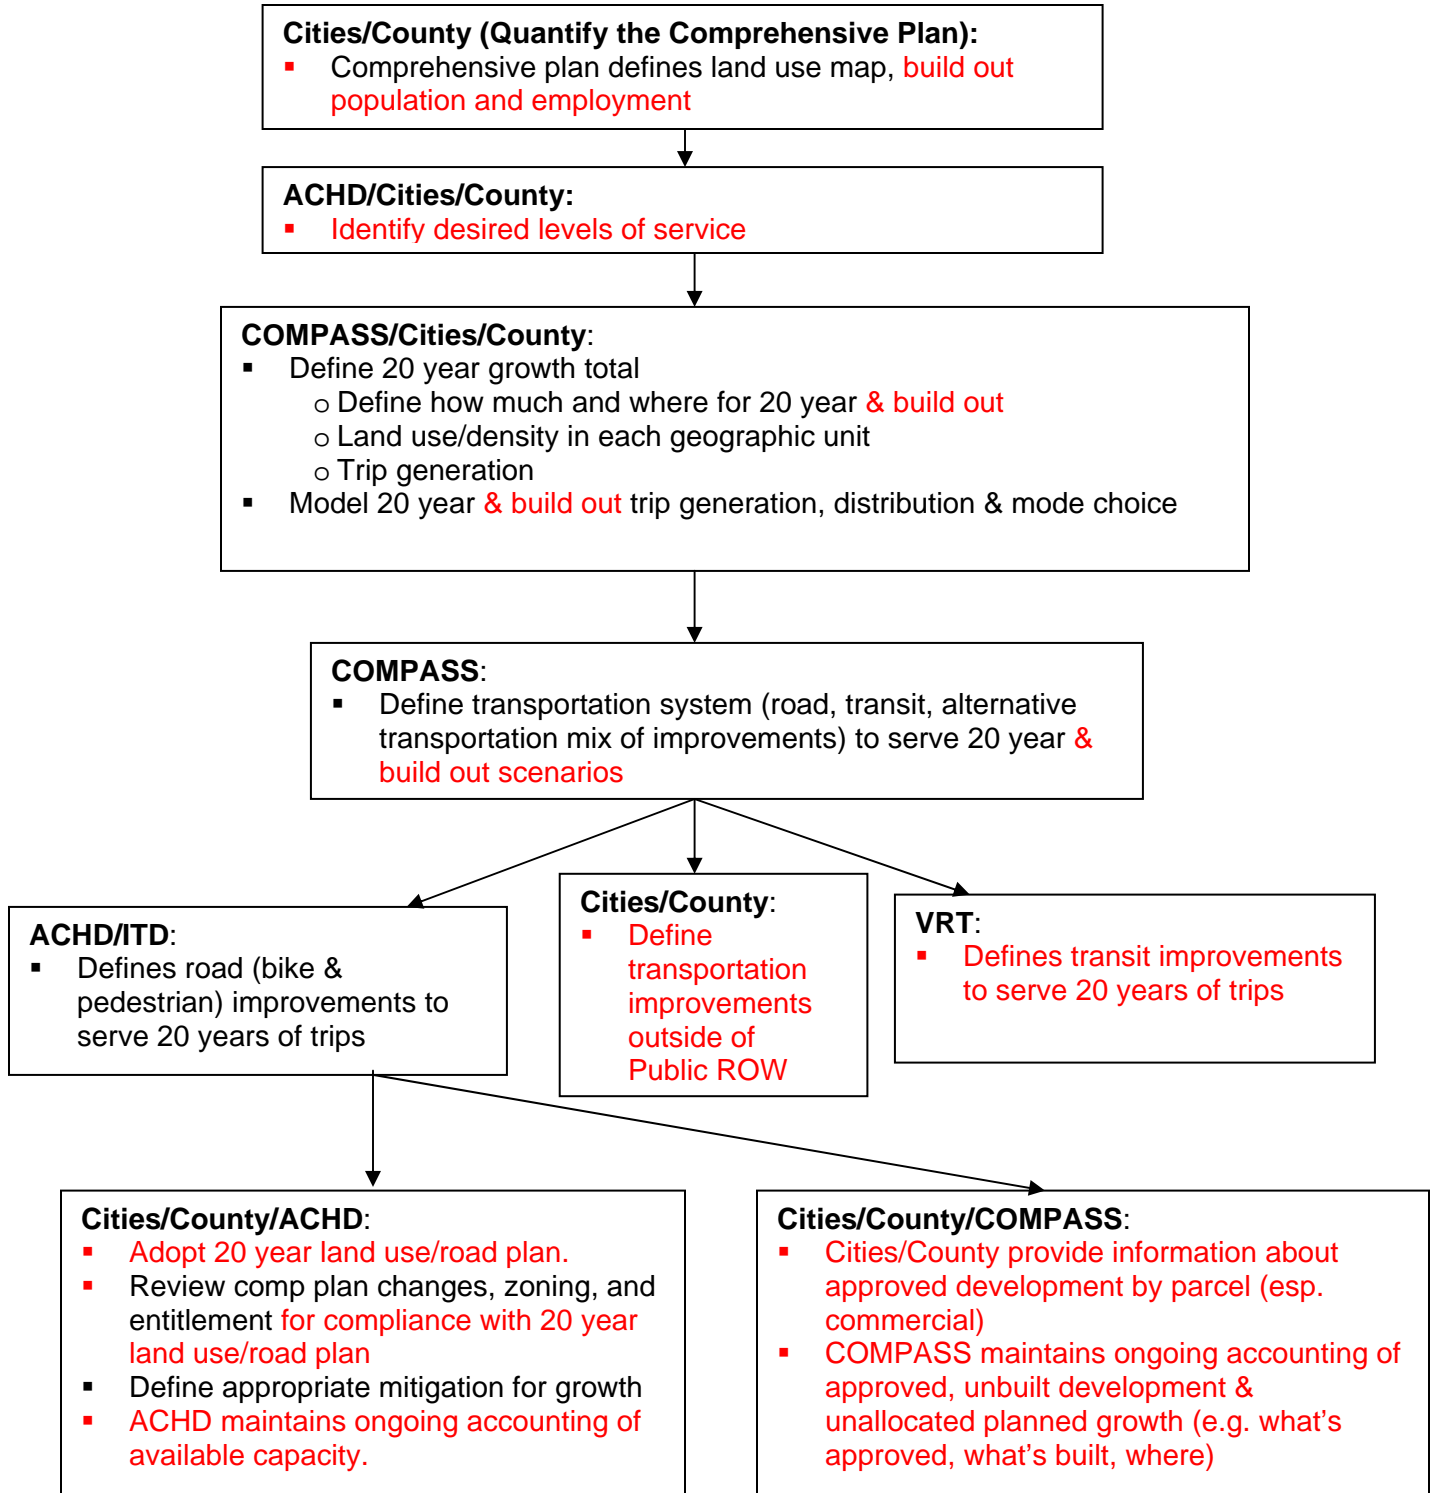 Cities/County (Quantify the Comprehensive Plan):
▪ Comprehensive plan defines land use map, build out
population and employment
ACHD/Cities/County:
▪ Identify desired levels of service
COMPASS/Cities/County:
▪ Define 20 year growth total
o Define how much and where for 20 year & build out
o Land use/density in each geographic unit
o Trip generation
▪ Model 20 year & build out trip generation, distribution & mode choice
COMPASS:
▪ Define transportation system (road, transit, alternative
transportation mix of improvements) to serve 20 year &
build out scenarios
ACHD/ITD:
▪ Defines road (bike &
pedestrian) improvements to
serve 20 years of trips
Cities/County:
▪ Define
transportation
improvements
outside of
Public ROW
VRT:
▪ Defines transit improvements
to serve 20 years of trips
Cities/County/ACHD:
▪ Adopt 20 year land use/road plan.
▪ Review comp plan changes, zoning, and
entitlement for compliance with 20 year
land use/road plan
▪ Define appropriate mitigation for growth
▪ ACHD maintains ongoing accounting of
available capacity.
Cities/County/COMPASS:
▪ Cities/County provide information about
approved development by parcel (esp.
commercial)
▪ COMPASS maintains ongoing accounting of
approved, unbuilt development &
unallocated planned growth (e.g. what's
approved, what's built, where)